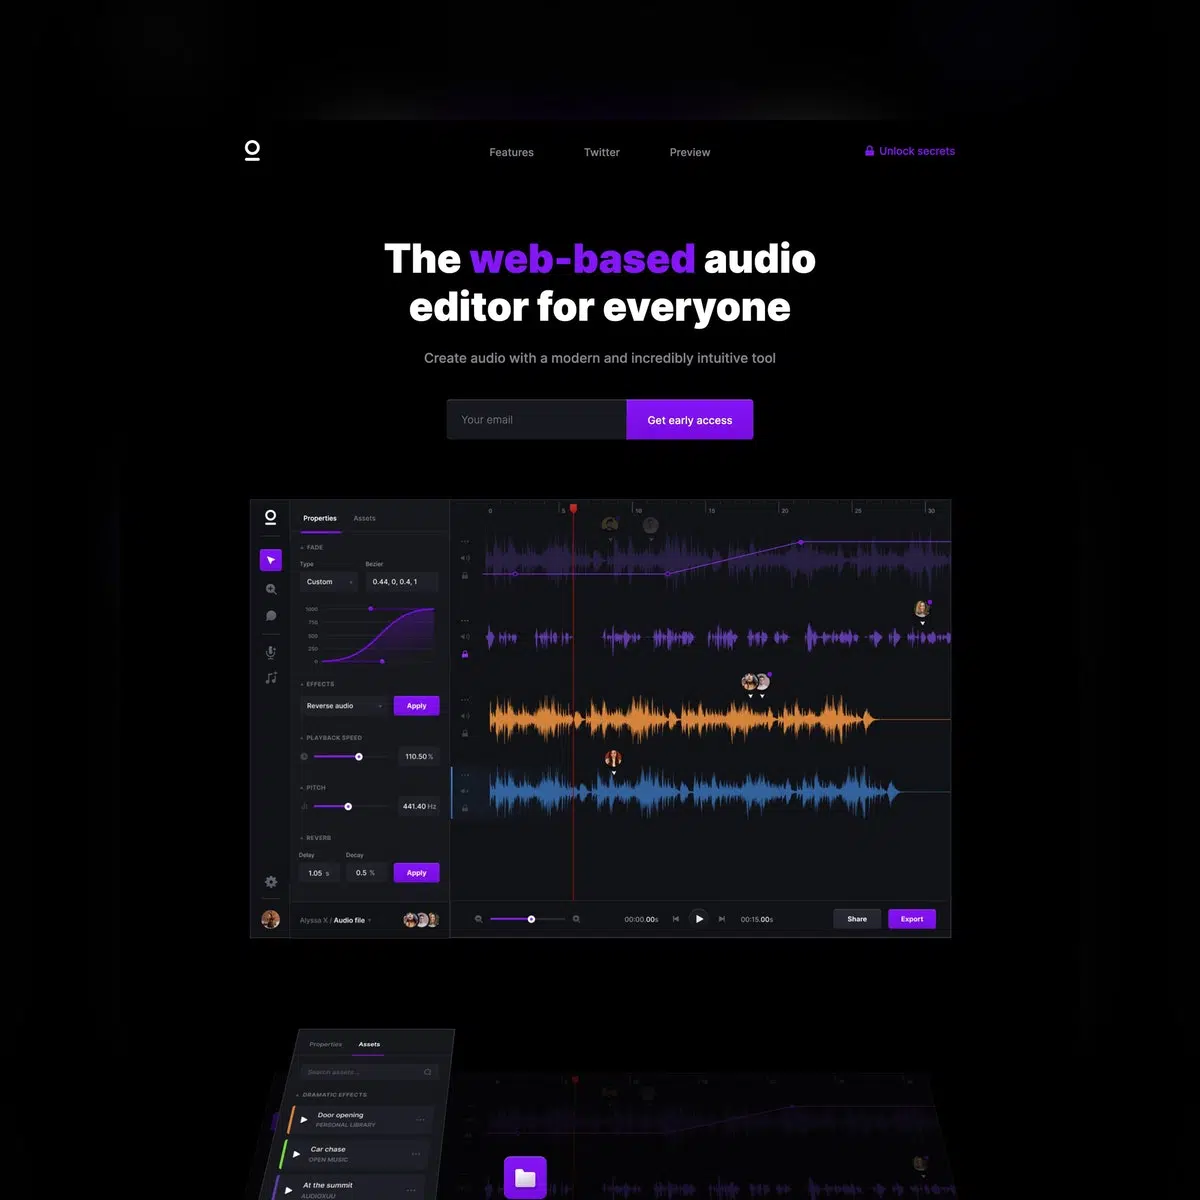 Features
Twitter
Preview
Unlock secrets
The web-based audio
editor for everyone
Create audio with a modern and incredibly intuitive tool
Your email
Get early access
Properties
Assets
FADE
Type
Bezier
Custom
0.44, 0, 0.4, 1
1000
750
500
250
0
EFFECTS
Reverse audio
Apply
PLAYBACK SPEED
110.50 %
PITCH
441.40 Hz
REVERB
Delay
Decay
1.05 s
0.5 %
Apply
Alyssa X / Audio file
0
5
10
15
20
25
30
00:00.00s
00:15.00s
Share
Export
Properties
Assets
Search assets ...
DRAMATIC EFFECTS
Door opening
PERSONAL LIBRARY
Car chase
OPEN MUSIC
At the summit
AUDIOXUU